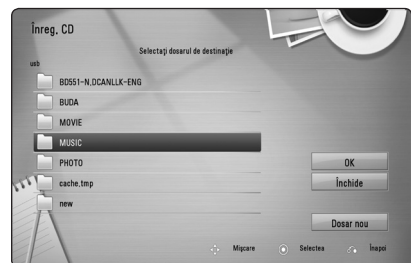 Înreg. CD
Selectaţi dosarul de destinaţie
usb
BD551-N.DCANLLK-ENG
BUDA
MOVIE
MUSIC
PHOTO
cache.tmp
new
OK
Închide
Dosar nou
Mişcare
Selectea
Înapoi